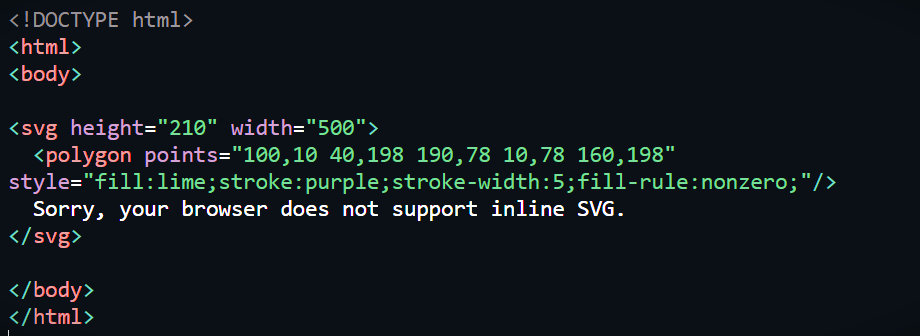 <!DOCTYPE html>
<html>
<body>
<svg height="210" width="500">
<polygon points="100,10 40,198 190,78 10,78 160,198"
style="fill:lime;stroke:purple;stroke-width:5;fill-rule:nonzero;"/>
Sorry, your browser does not support inline SVG.
</svg>
</body>
</html>